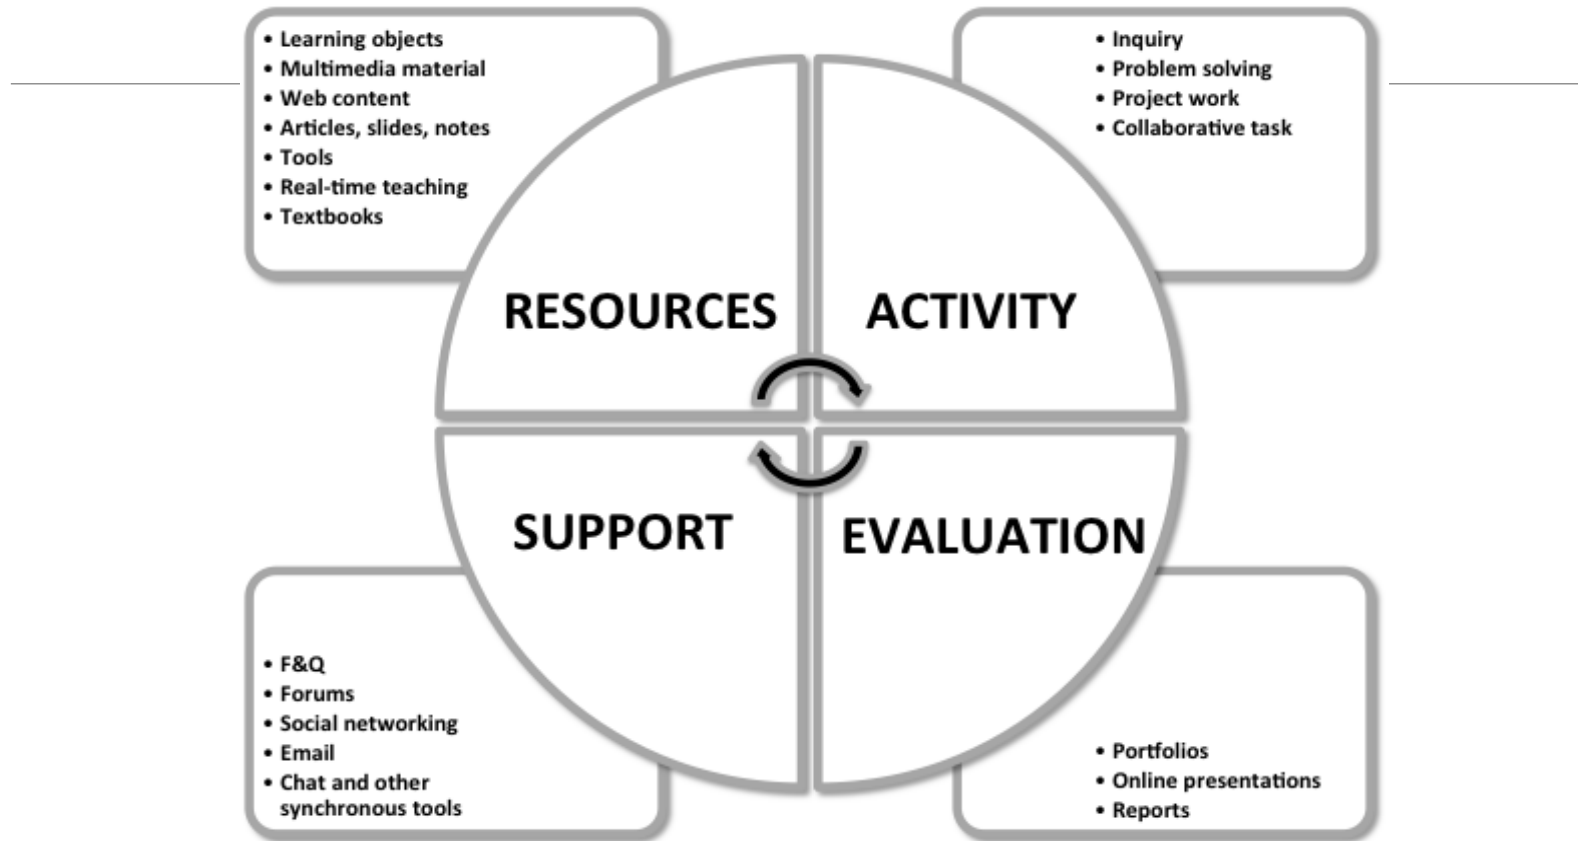 • Learning objects
• Multimedia material
• Web content
• Articles, slides, notes
• Tools
• Real-time teaching
• Textbooks
• Inquiry
• Problem solving
• Project work
• Collaborative task
RESOURCES
ACTIVITY
SUPPORT
EVALUATION
• F&Q
• Forums
• Social networking
• Email
• Chat and other
synchronous tools
• Portfolios
• Online presentations
• Reports